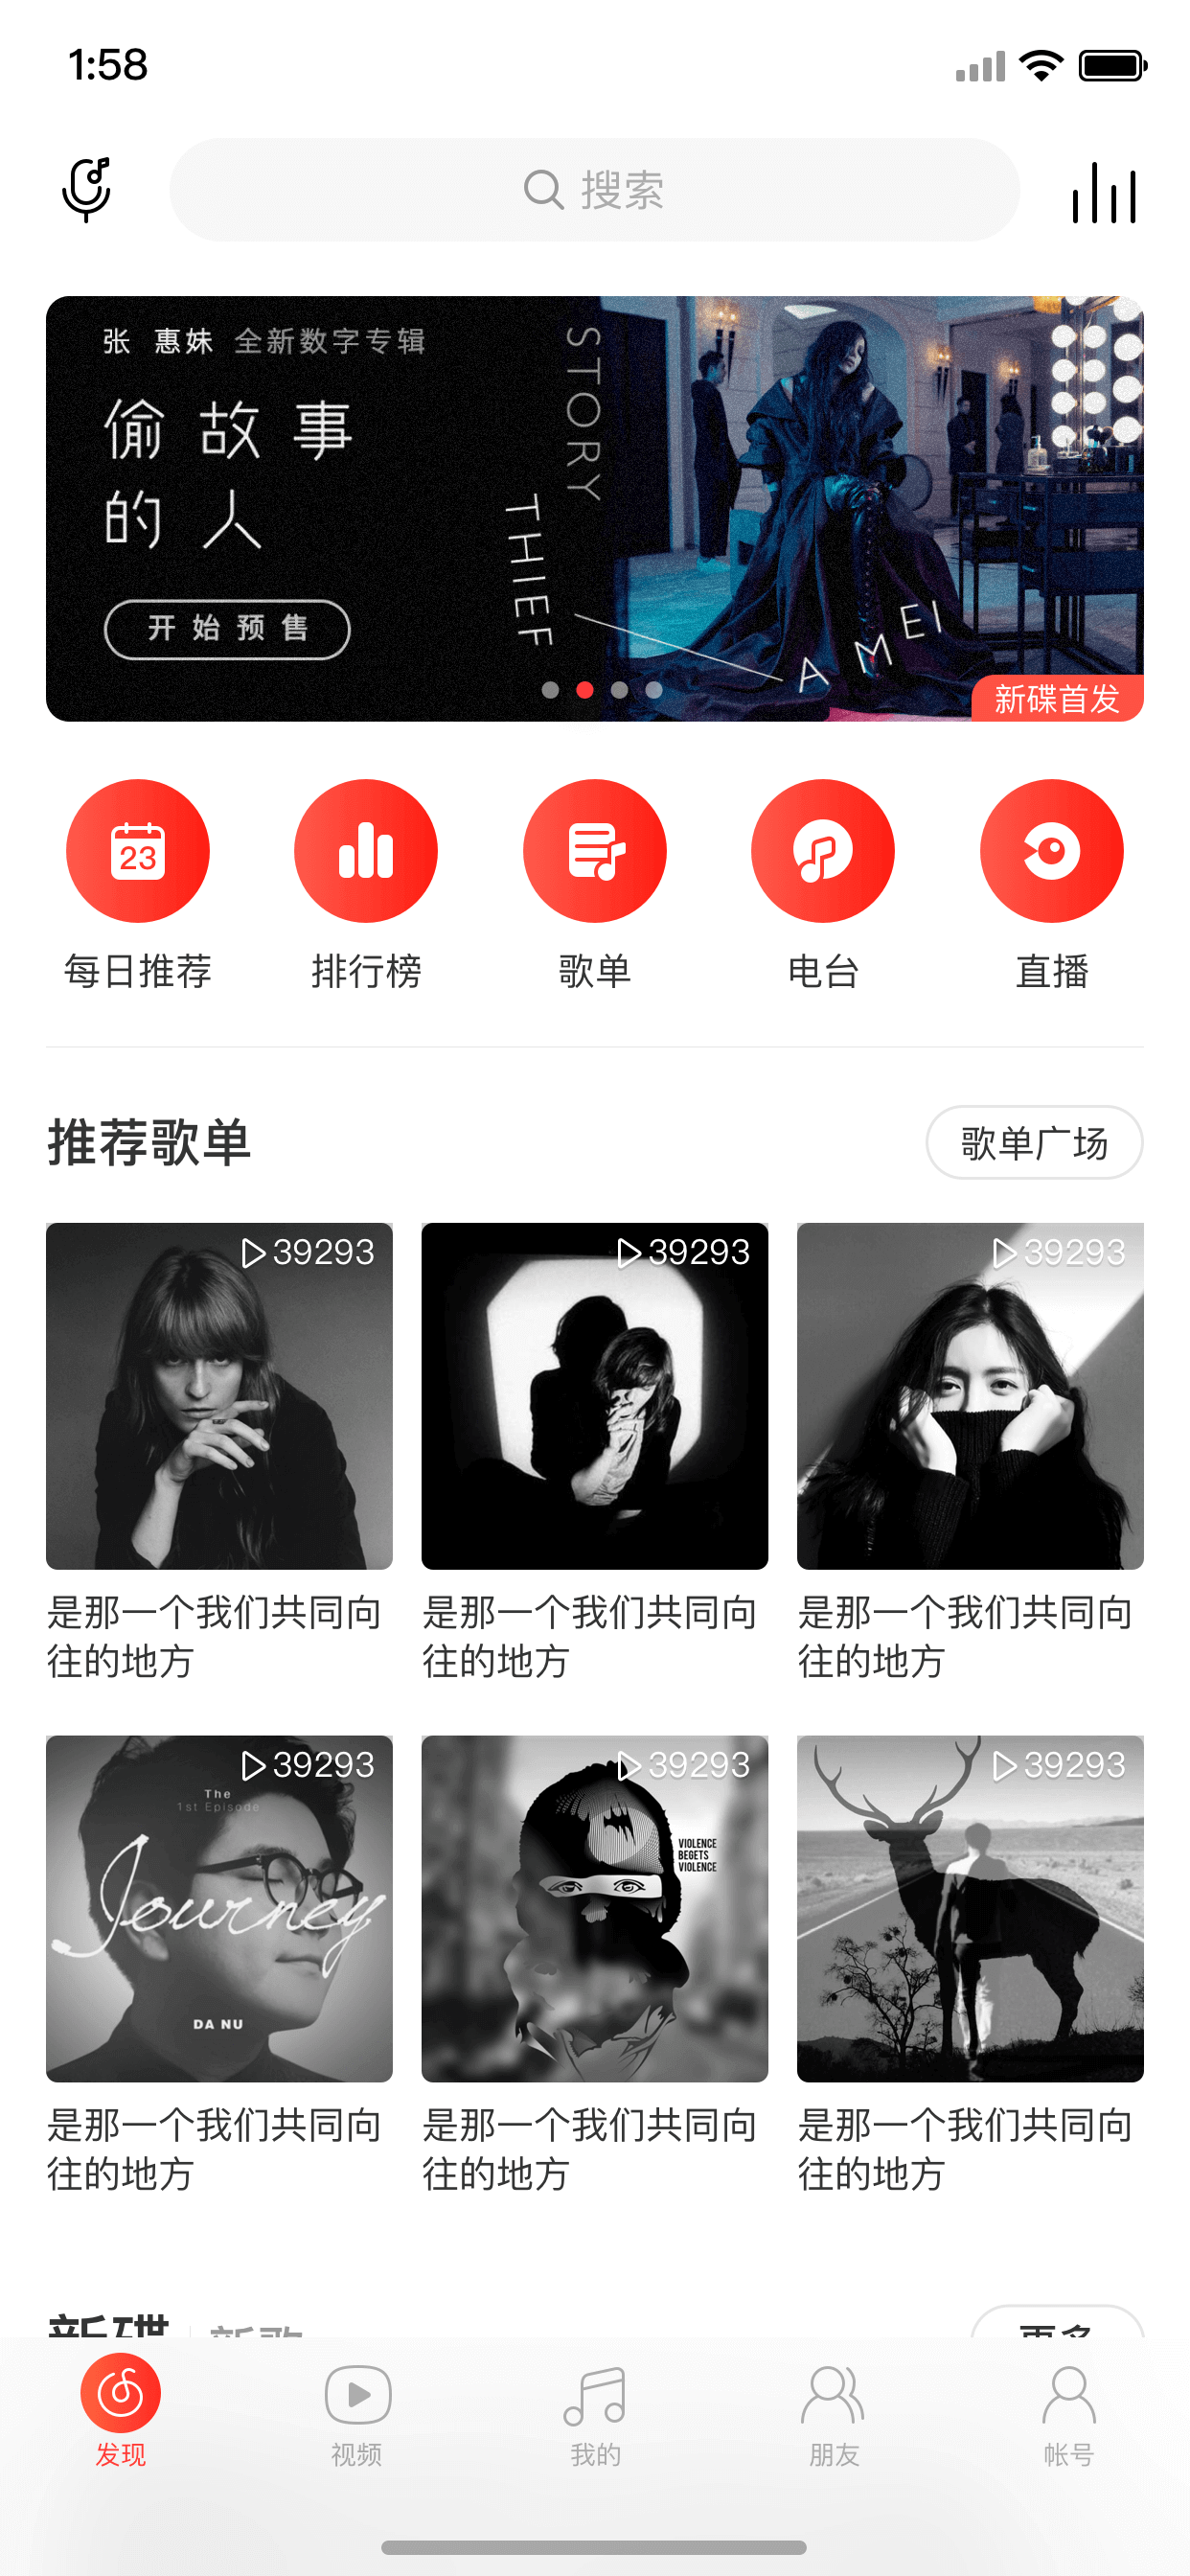 1:58
搜索
张 惠妹 全新数字专辑
偷故事
的人
开始预售
STORY
THIEF
A MEI
新碟首发
23
每日推荐
排行榜
歌单
电台
直播
推荐歌单
歌单广场
39293
39293
39293
是那一个我们共同向
往的地方
是那一个我们共同向
往的地方
是那一个我们共同向
往的地方
39293
The
1st Episode
Journey
DA NU
39293
VIOLENCE
BEGETS
VIOLENCE
39293
是那一个我们共同向
往的地方
是那一个我们共同向
往的地方
是那一个我们共同向
往的地方
新碟
新歌
更多
发现
视频
我的
朋友
帐号